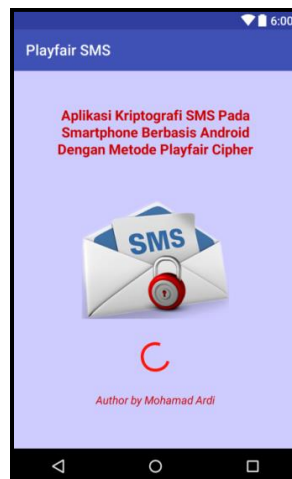 6:00
Playfair SMS
Aplikasi Kriptografi SMS Pada
Smartphone Berbasis Android
Dengan Metode Playfair Cipher
SMS
Author by Mohamad Ardi